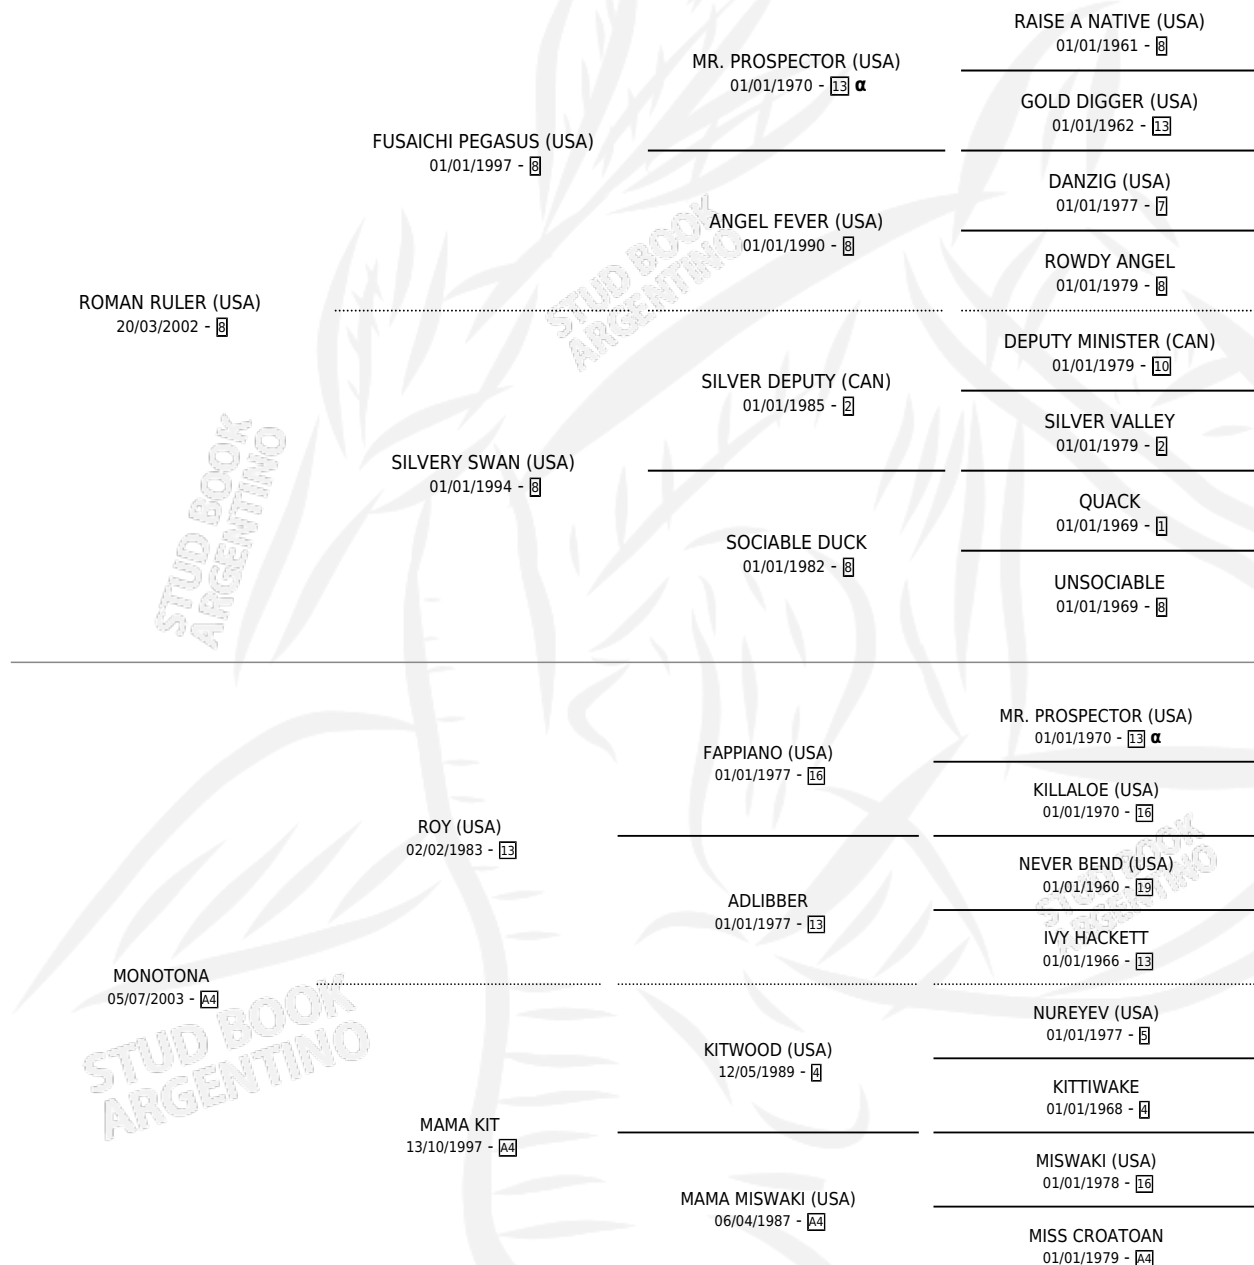 RAISE A NATIVE (USA)
01/01/1961 - 8
MR. PROSPECTOR (USA)
01/01/1970 - 13 α
GOLD DIGGER (USA)
01/01/1962 - 13
FUSAICHI PEGASUS (USA)
01/01/1997 - 8
DANZIG (USA)
01/01/1977 - 7
ANGEL FEVER (USA)
01/01/1990 - 8
ROWDY ANGEL
01/01/1979 - 8
ROMAN RULER (USA)
20/03/2002 - 8
DEPUTY MINISTER (CAN)
01/01/1979 - 10
SILVER DEPUTY (CAN)
01/01/1985 - 2
SILVER VALLEY
01/01/1979 - 2
SILVERY SWAN (USA)
01/01/1994 - 8
QUACK
01/01/1969 - 1
SOCIABLE DUCK
01/01/1982 - 8
UNSOCIABLE
01/01/1969 - 8
MR. PROSPECTOR (USA)
01/01/1970 - 13 α
FAPPIANO (USA)
01/01/1977 - 16
KILLALOE (USA)
01/01/1970 - 16
ROY (USA)
02/02/1983 - 13
NEVER BEND (USA)
01/01/1960 - 19
ADLIBBER
01/01/1977 - 13
IVY HACKETT
01/01/1966 - 13
MONOTONA
05/07/2003 - A4
NUREYEV (USA)
01/01/1977 - 5
KITWOOD (USA)
12/05/1989 - 4
KITTIWAKE
01/01/1968 - 4
MAMA KIT
13/10/1997 - A4
MISWAKI (USA)
01/01/1978 - 16
MAMA MISWAKI (USA)
06/04/1987 - A4
MISS CROATOAN
01/01/1979 - A4
STUD BOOK
ARGENTINO
STUD BOOK
ARGENTINO
STUD BOOK
ARGENTINO
STUD BOOK
ARGENTINO